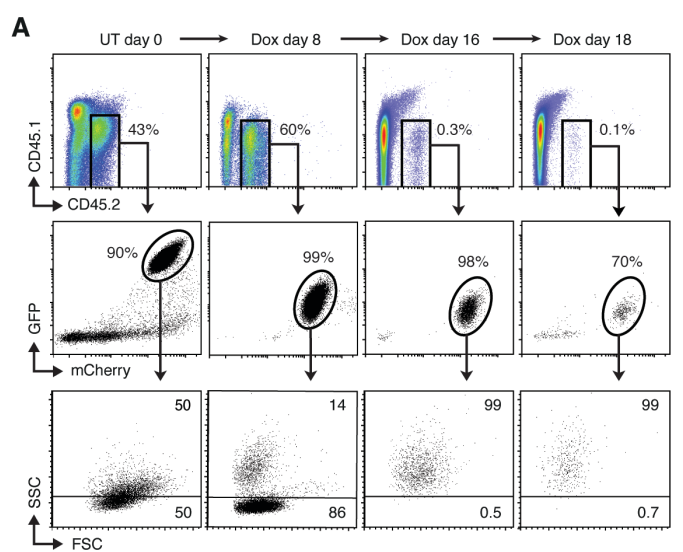 A
UT day 0 Dox day 8 Dox day 16 Dox day 18
CD45.1
43% 60% 0.3% 0.1%
CD45.2
GFP
90% 99% 98% 70%
mCherry
SSC
50 14 99 99
50 86 0.5 0.7
FSC